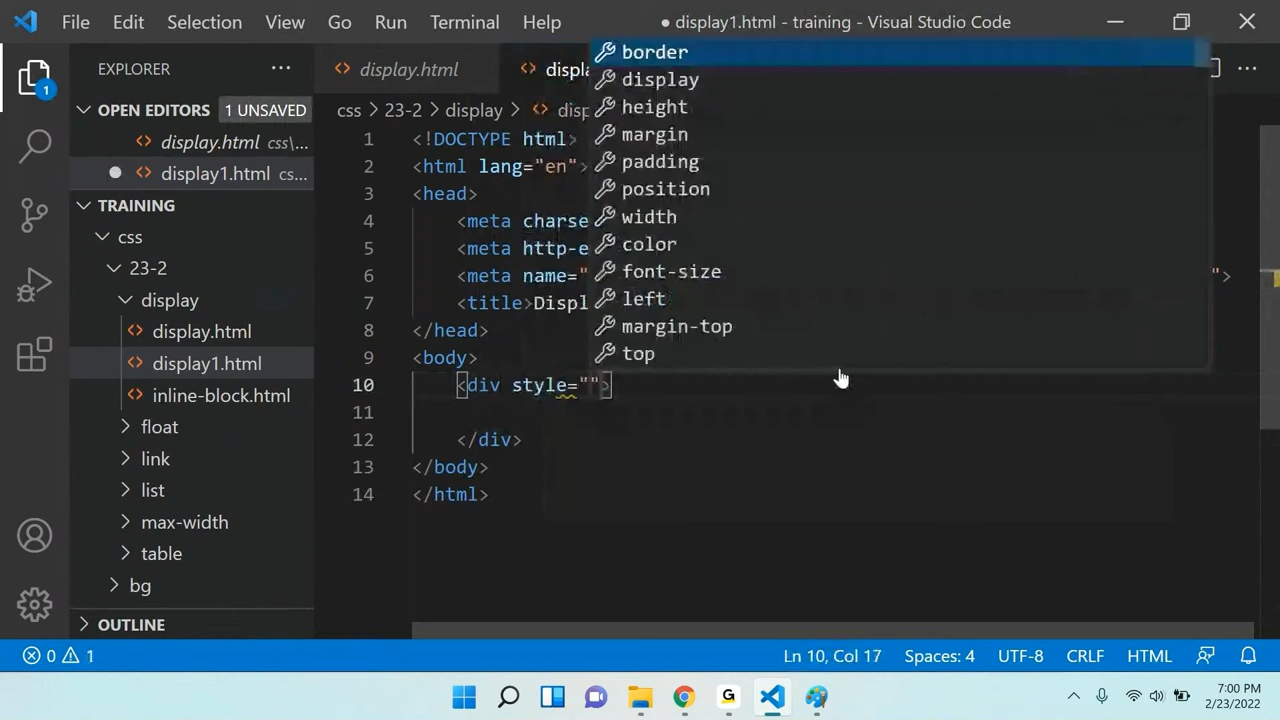 File Edit Selection View Go Run Terminal Help
● display1.html - training - Visual Studio Code
EXPLORER
1
OPEN EDITORS 1 UNSAVED
display.html css\...
display1.html cs...
TRAINING
css
23-2
display
display.html
display1.html
inline-block.html
float
link
list
max-width
table
bg
OUTLINE
display.html
displa
css > 23-2 > display > disp
1 <!DOCTYPE html>
2 <html lang="en">
3 <head>
4 <meta charse
5 <meta http-e
6 <meta name=" ">
7 <title>Displ
8 </head>
9 <body>
10 <div style="">
11
12 </div>
13 </body>
14 </html>
border
display
height
margin
padding
position
width
color
font-size
left
margin-top
top
0 1
Ln 10, Col 17 Spaces: 4 UTF-8 CRLF HTML
G
7:00 PM
2/23/2022